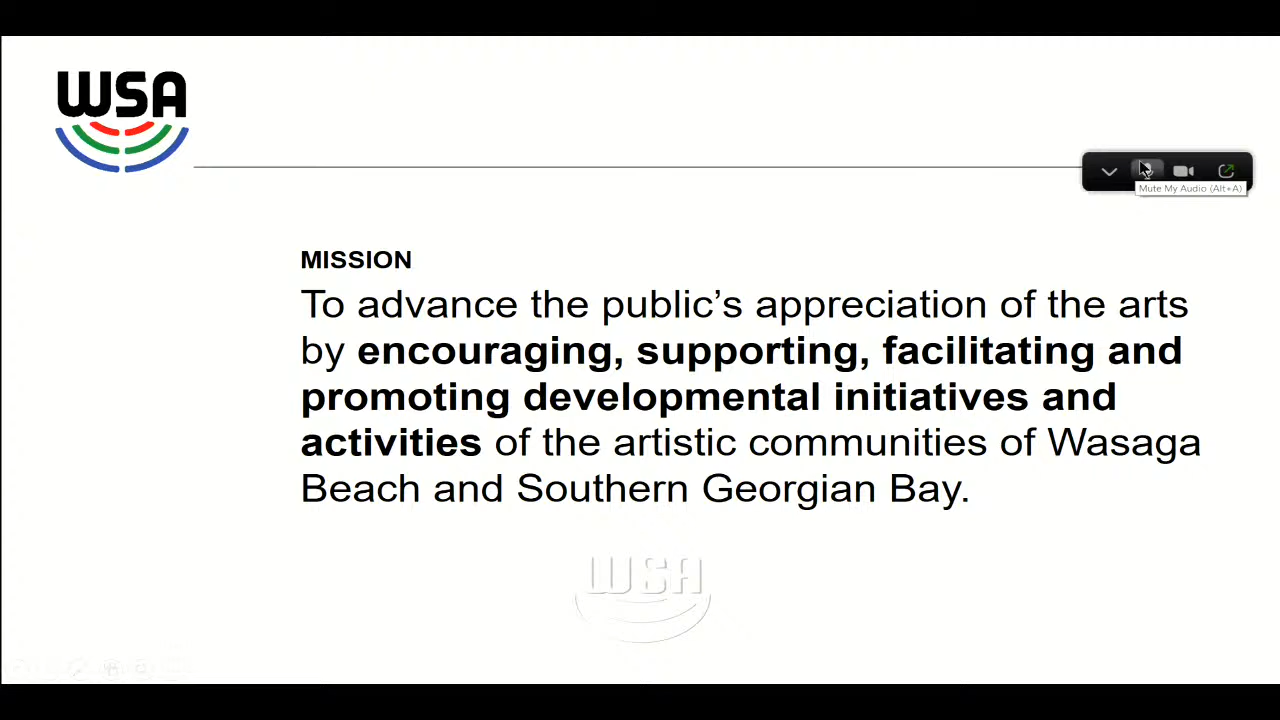 WSA
Mute My Audio (Alt+A)
MISSION
To advance the public’s appreciation of the arts
by encouraging, supporting, facilitating and
promoting developmental initiatives and
activities of the artistic communities of Wasaga
Beach and Southern Georgian Bay.
WSA